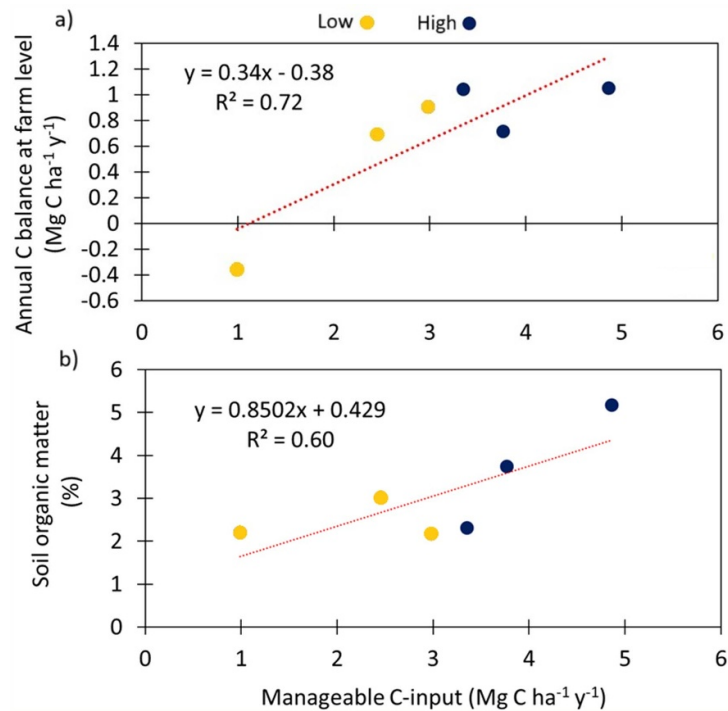 a)
Low
High
Annual C balance at farm level
(Mg C ha⁻¹ y⁻¹)
1.4
1.2
1
0.8
0.6
0.4
0.2
0
-0.2
-0.4
-0.6
y = 0.34x - 0.38
R² = 0.72
0 1 2 3 4 5 6
b)
Soil organic matter
(%)
6
5
4
3
2
1
0
y = 0.8502x + 0.429
R² = 0.60
0 1 2 3 4 5 6
Manageable C-input (Mg C ha⁻¹ y⁻¹)